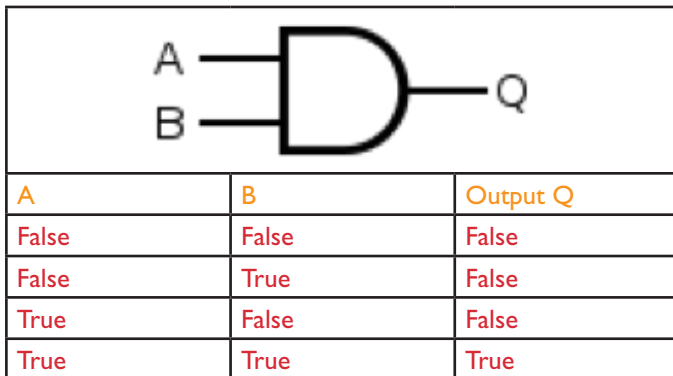 A
Q
B
A B Output Q
False False False
False True False
True False False
True True True